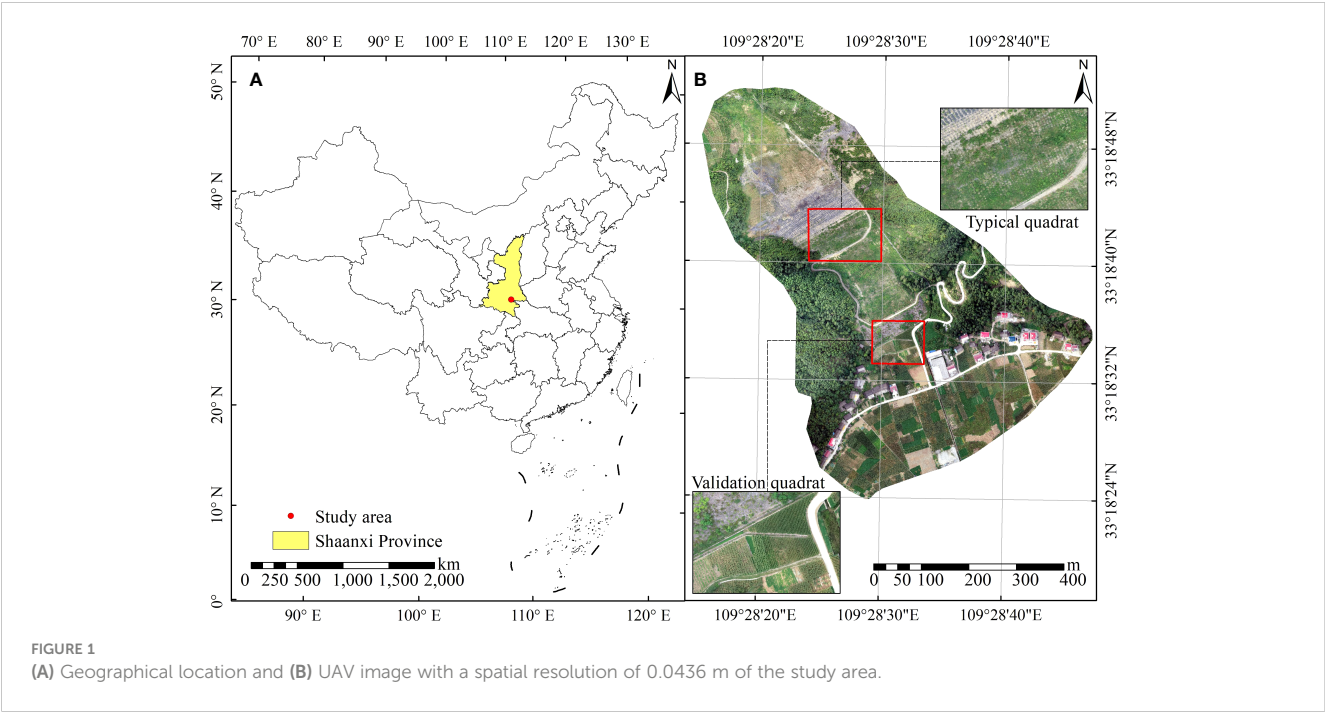 70° E 80° E 90° E 100° E 110° E 120° E 130° E
A
N
50° N
40° N
30° N
20° N
10° N
0°
Study area
Shaanxi Province
km
0 250 500 1,000 1,500 2,000
90° E 100° E 110° E 120° E
109°28'20"E 109°28'30"E 109°28'40"E
B
N
33°18'48"N
33°18'40"N
33°18'32"N
33°18'24"N
Typical quadrat
Validation quadrat
m
0 50 100 200 300 400
109°28'20"E 109°28'30"E 109°28'40"E
FIGURE 1
(A) Geographical location and (B) UAV image with a spatial resolution of 0.0436 m of the study area.